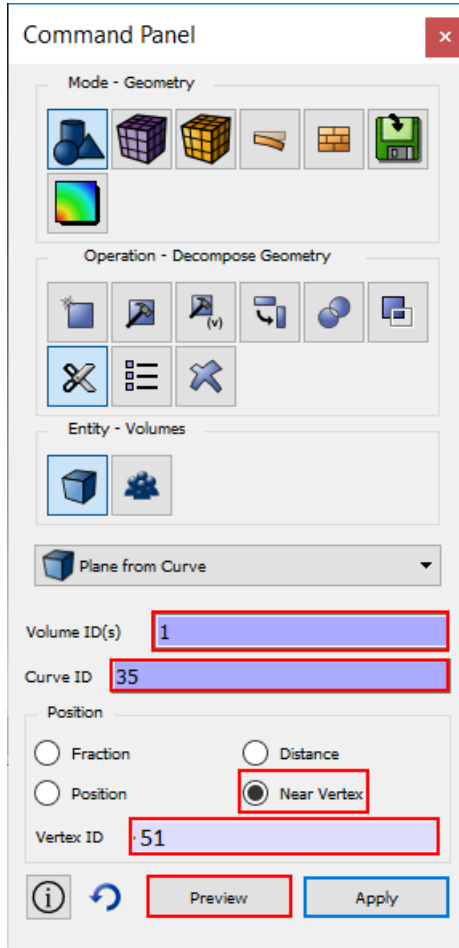 Command Panel
Mode - Geometry
Operation - Decompose Geometry
(v)
Entity - Volumes
Plane from Curve
Volume ID(s) 1
Curve ID 35
Position
Fraction Distance
Position Near Vertex
Vertex ID 51
Preview Apply